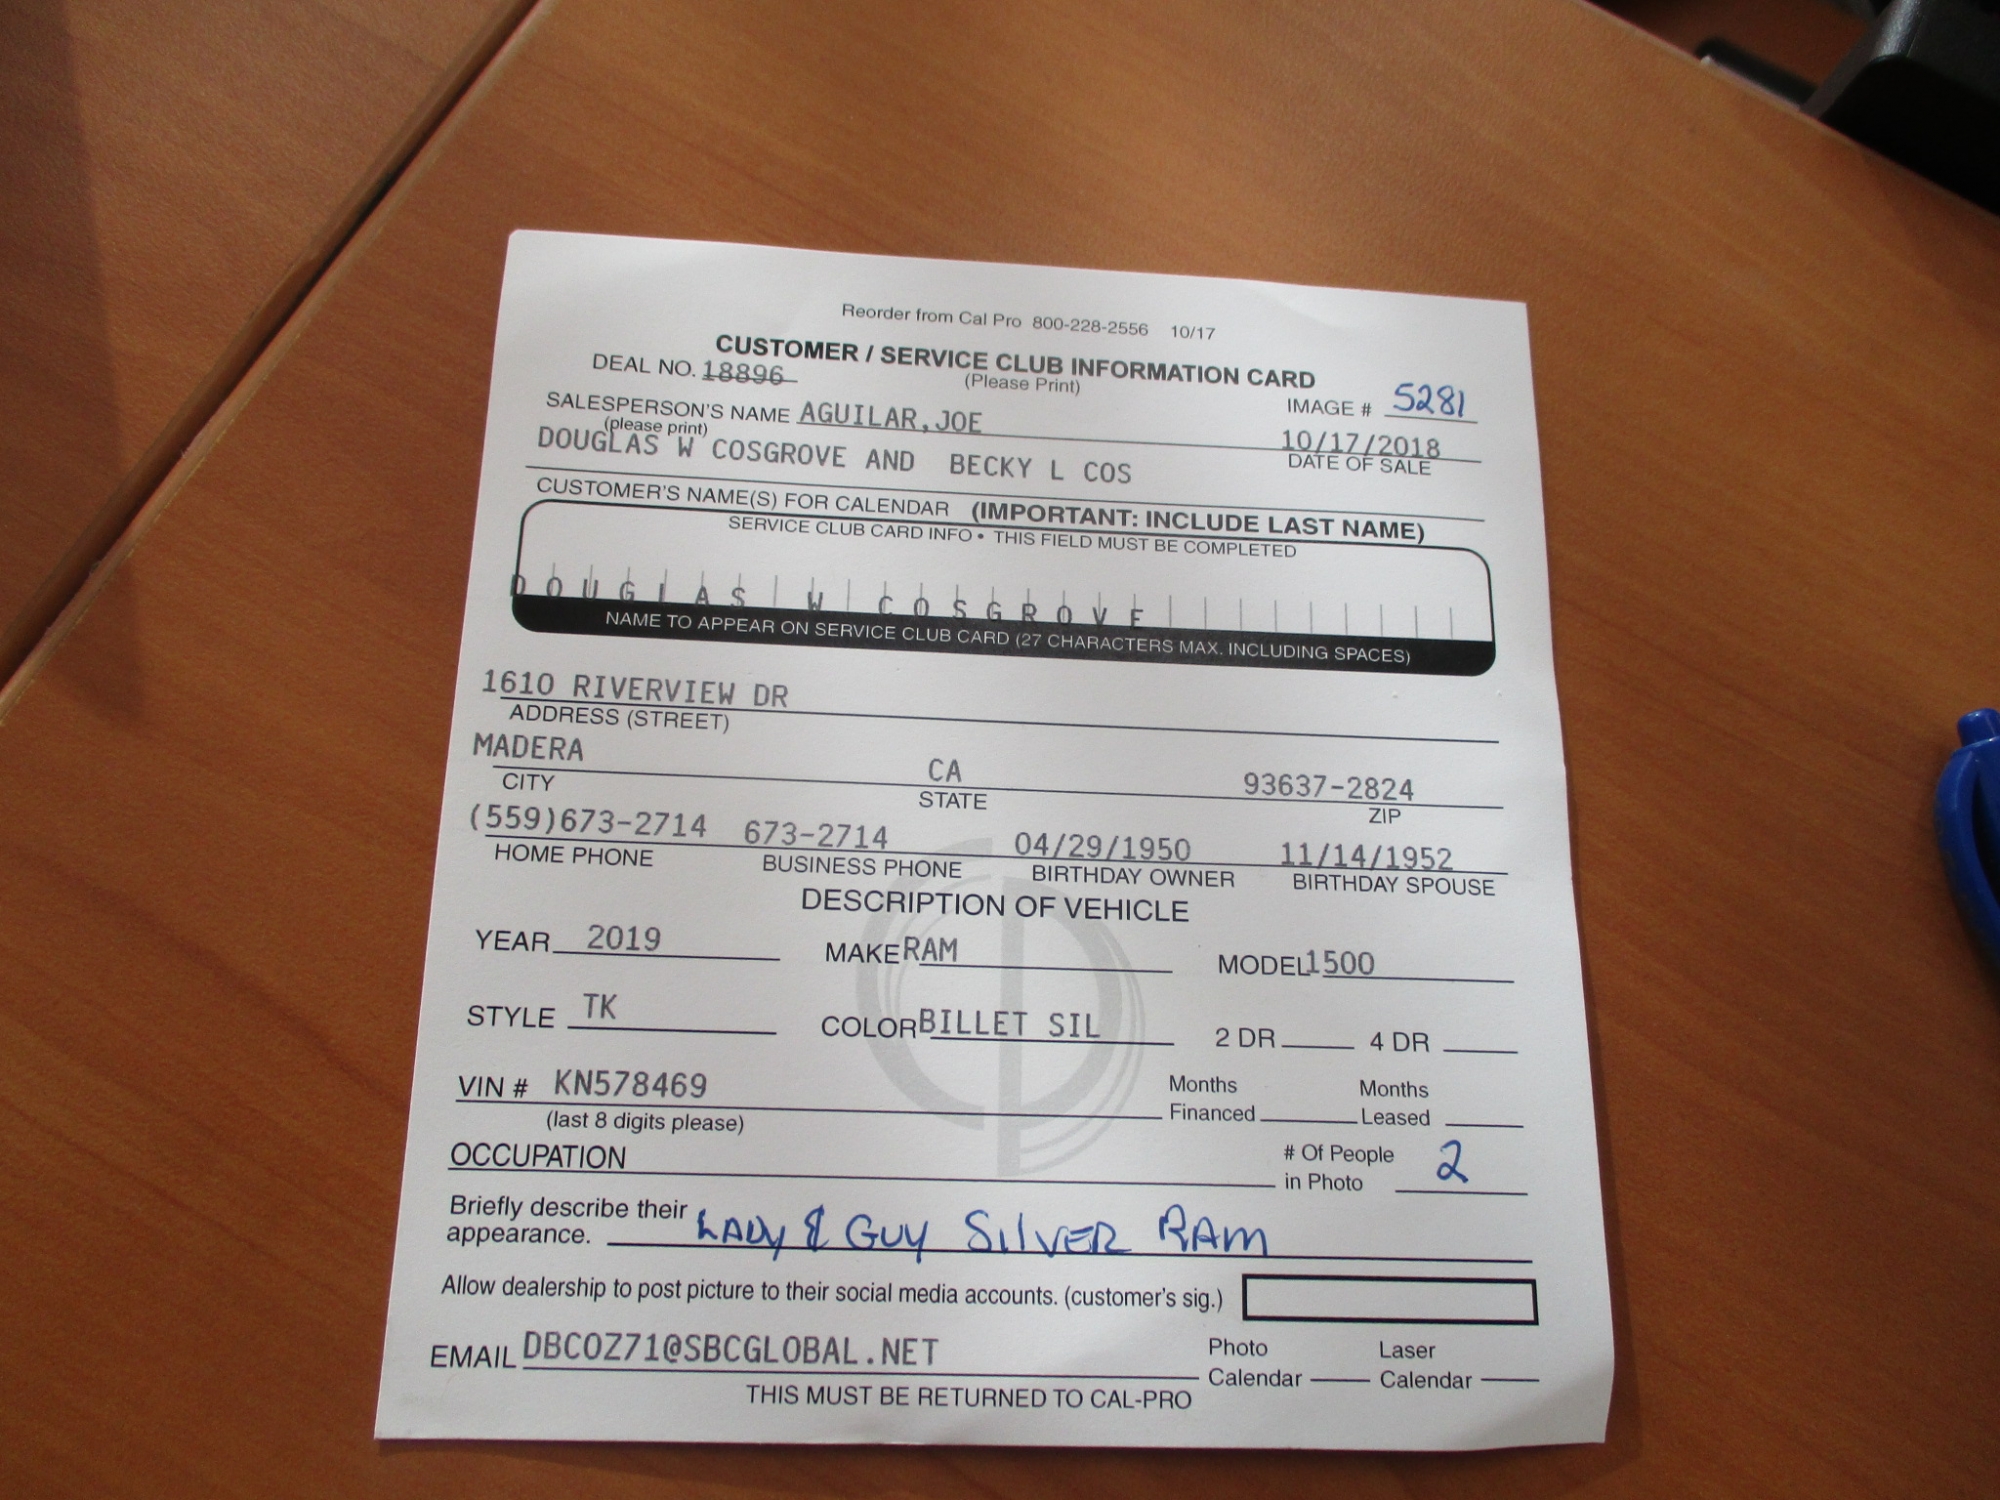 Reorder from Cal Pro 800-228-2556 10/17
CUSTOMER / SERVICE CLUB INFORMATION CARD
DEAL NO. 18896 (Please Print) IMAGE # 5281
SALESPERSON'S NAME AGUILAR, JOE 10/17/2018
(please print) DATE OF SALE
DOUGLAS W COSGROVE AND BECKY L COS
CUSTOMER'S NAME(S) FOR CALENDAR (IMPORTANT: INCLUDE LAST NAME)
SERVICE CLUB CARD INFO • THIS FIELD MUST BE COMPLETED
DOUGLAS W COSGROVE
NAME TO APPEAR ON SERVICE CLUB CARD (27 CHARACTERS MAX. INCLUDING SPACES)
1610 RIVERVIEW DR
ADDRESS (STREET)
MADERA CA 93637-2824
CITY STATE ZIP
(559)673-2714 673-2714 04/29/1950 11/14/1952
HOME PHONE BUSINESS PHONE BIRTHDAY OWNER BIRTHDAY SPOUSE
DESCRIPTION OF VEHICLE
YEAR 2019 MAKE RAM MODEL 1500
STYLE TK COLOR BILLET SIL 2 DR 4 DR
VIN # KN578469 Months Financed Months Leased
(last 8 digits please)
OCCUPATION # Of People in Photo 2
Briefly describe their appearance. LADY & GUY SILVER RAM
Allow dealership to post picture to their social media accounts. (customer's sig.)
EMAIL DBCOZ71@SBCGLOBAL.NET Photo Calendar Laser Calendar
THIS MUST BE RETURNED TO CAL-PRO